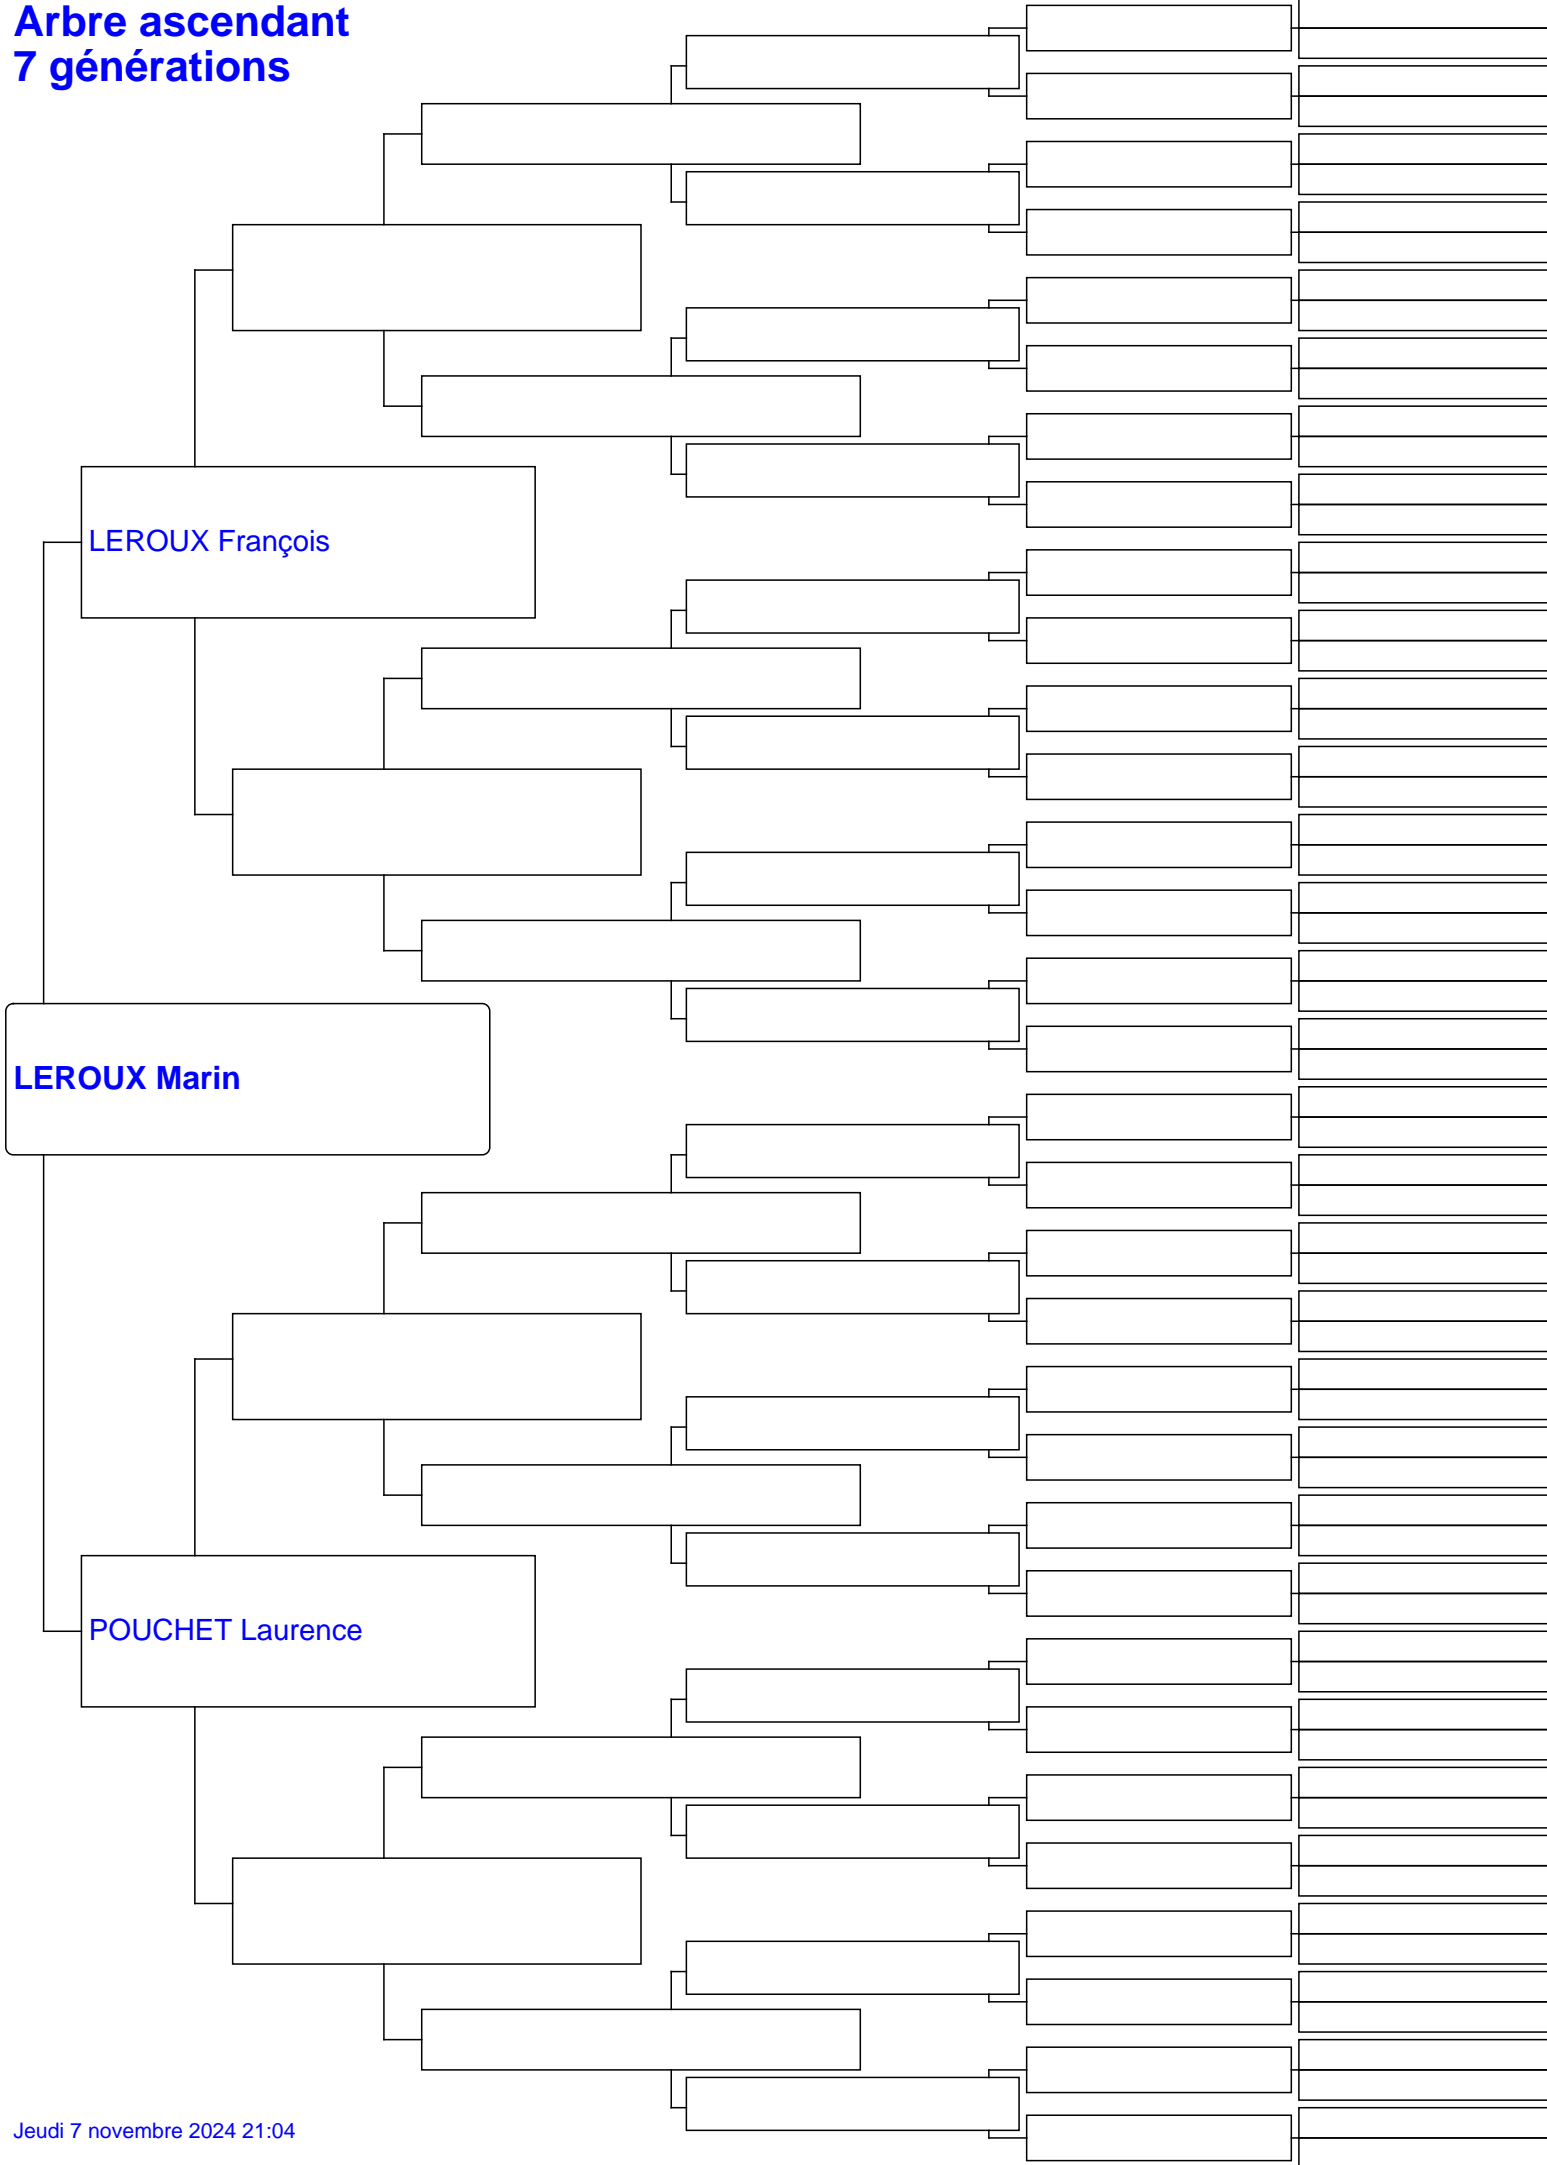 Arbre ascendant
7 générations
LEROUX François
LEROUX Marin
POUCHET Laurence
Jeudi 7 novembre 2024 21:04